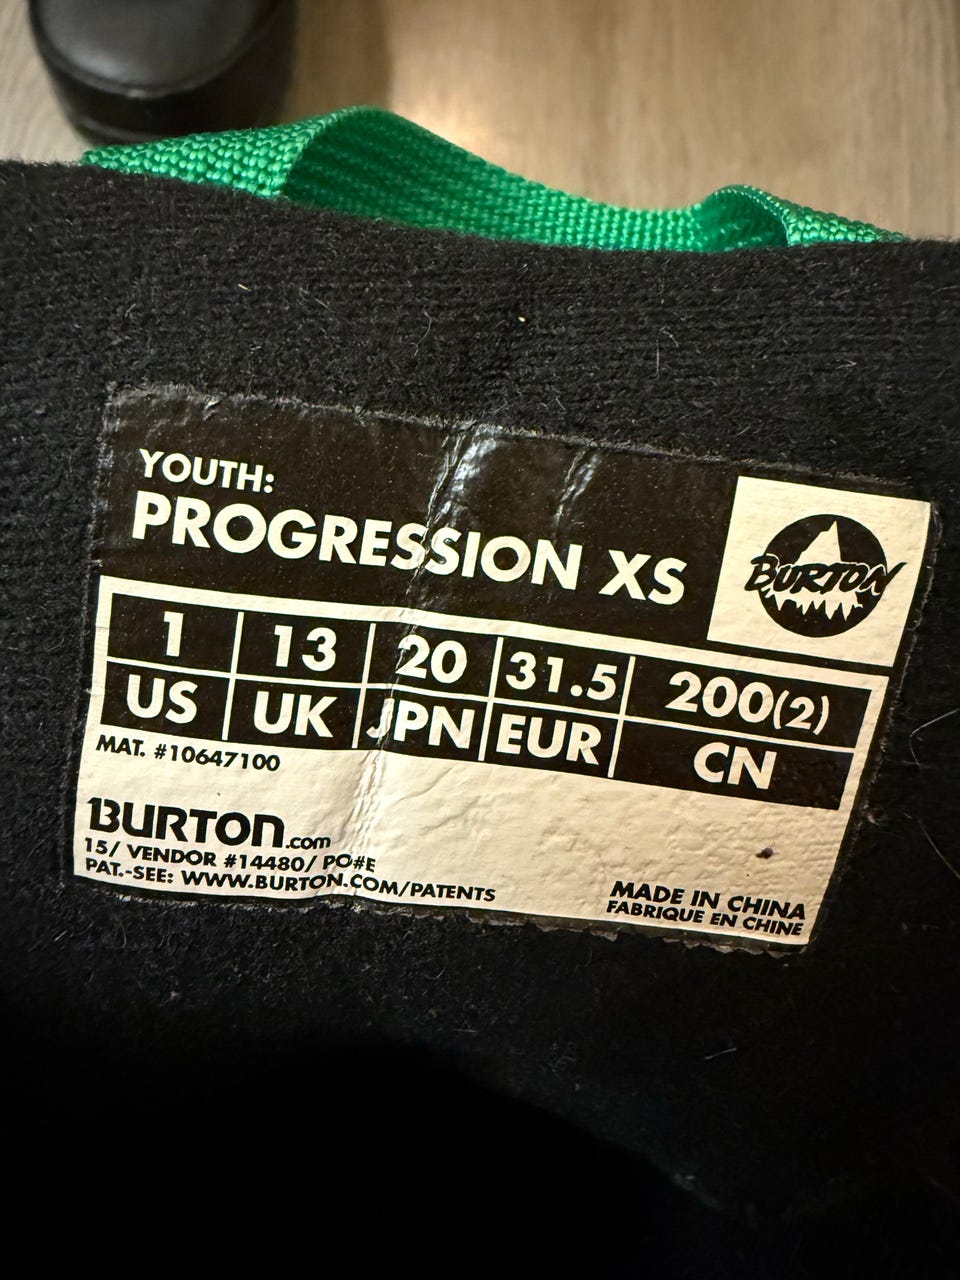 YOUTH:
PROGRESSION XS
BURTON
1 13 20 31.5 200(2)
US UK JPN EUR CN
MAT. #10647100
BURTON.com
15/ VENDOR #14480/ PO#E
PAT.-SEE: WWW.BURTON.COM/PATENTS
MADE IN CHINA
FABRIQUE EN CHINE